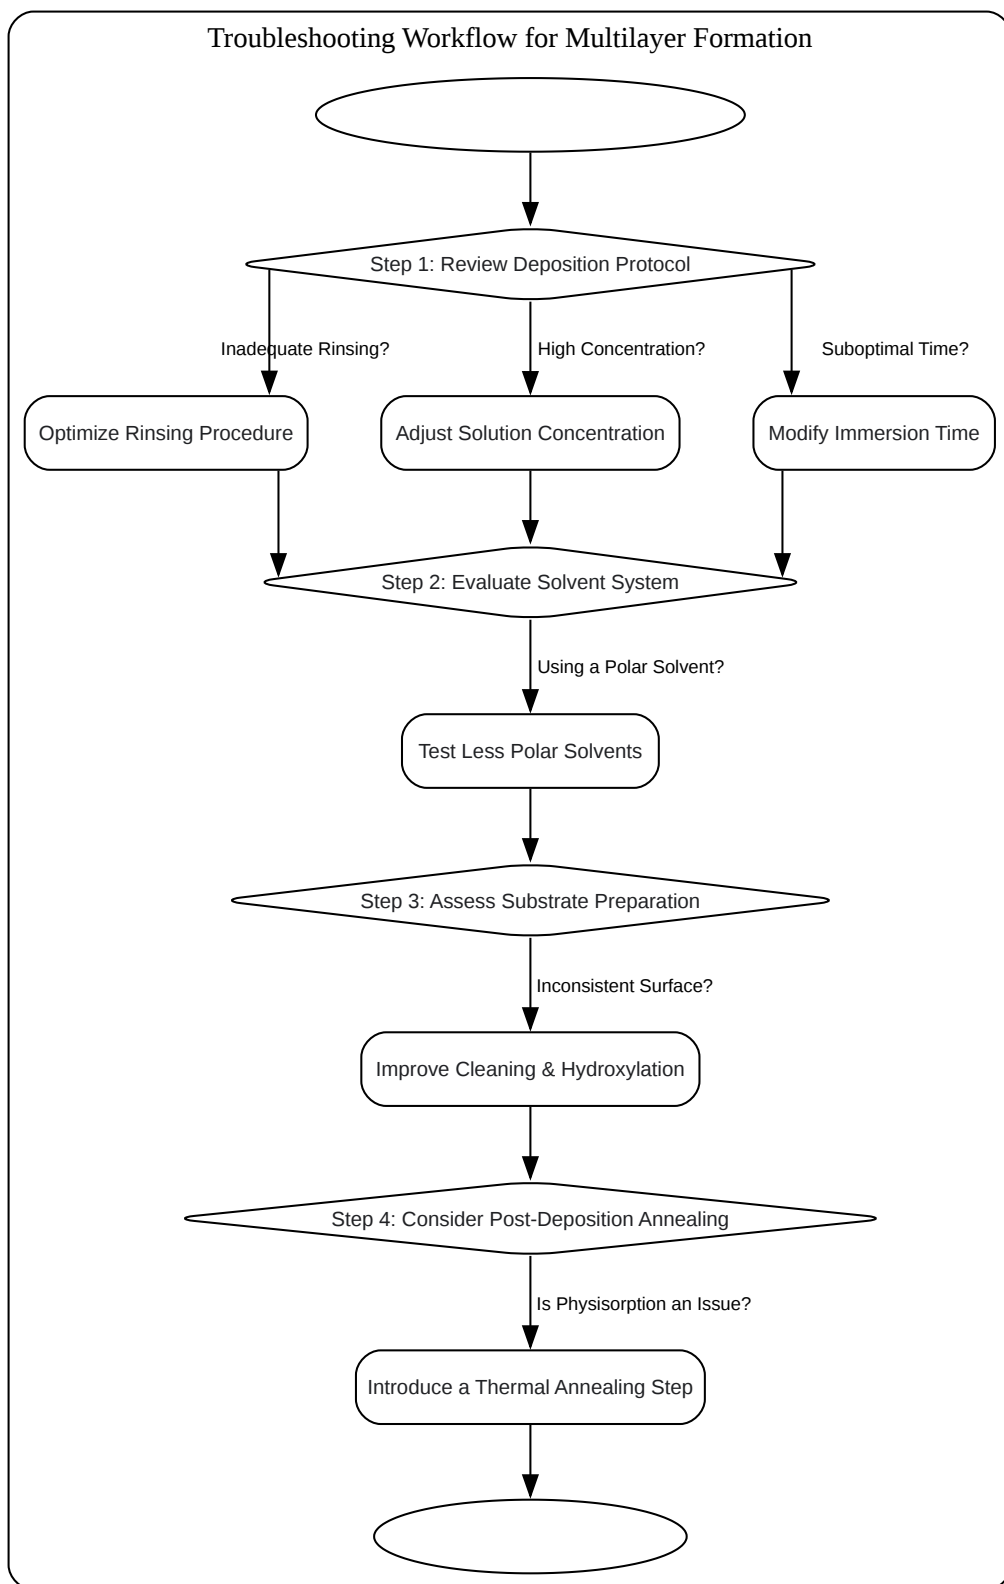 Troubleshooting Workflow for Multilayer Formation
Step 1: Review Deposition Protocol
Inadequate Rinsing?
High Concentration?
Suboptimal Time?
Optimize Rinsing Procedure
Adjust Solution Concentration
Modify Immersion Time
Step 2: Evaluate Solvent System
Using a Polar Solvent?
Test Less Polar Solvents
Step 3: Assess Substrate Preparation
Inconsistent Surface?
Improve Cleaning & Hydroxylation
Step 4: Consider Post-Deposition Annealing
Is Physisorption an Issue?
Introduce a Thermal Annealing Step